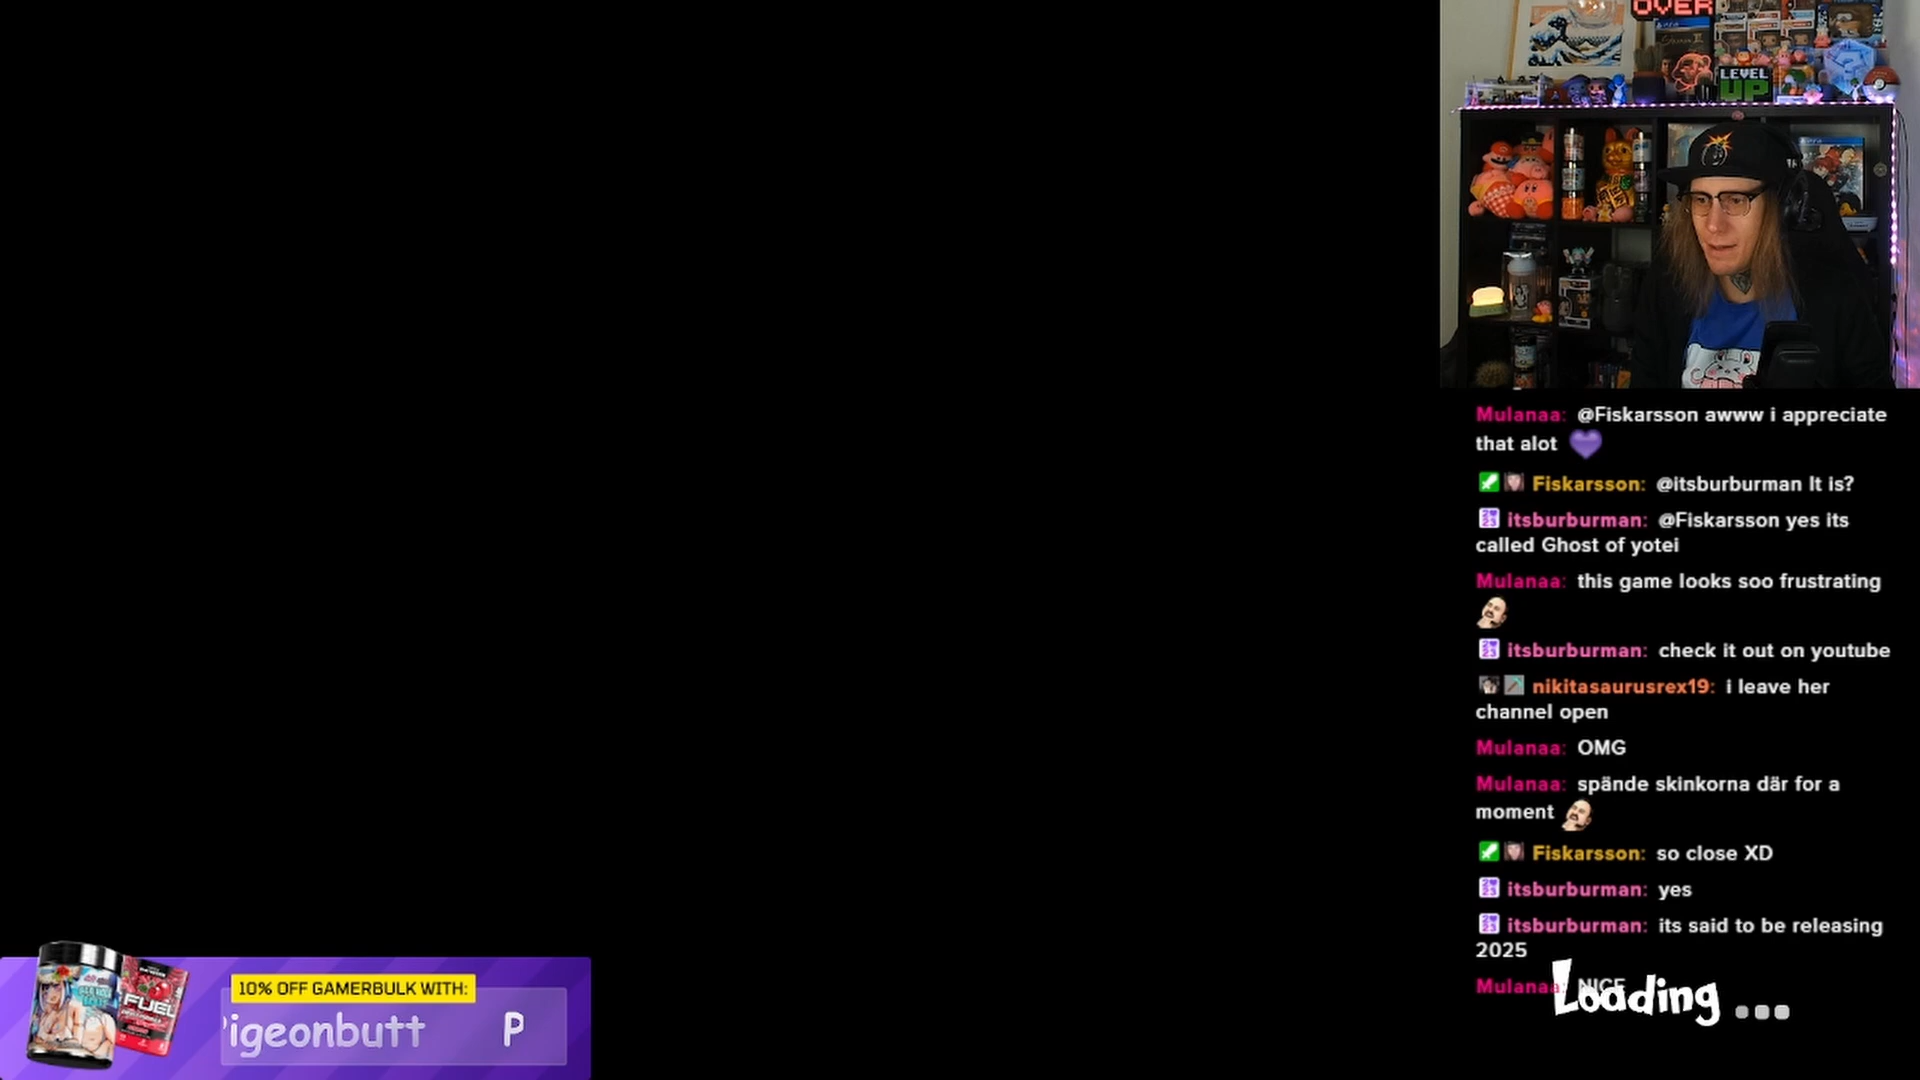 OVER
LEVEL
UP
Mulanaa: @Fiskarsson awww i appreciate
that alot
Fiskarsson: @itsburburman It is?
itsburburman: @Fiskarsson yes its
called Ghost of yotei
Mulanaa: this game looks soo frustrating
itsburburman: check it out on youtube
nikitasaurusrex19: i leave her
channel open
Mulanaa: OMG
Mulanaa: spände skinkorna där for a
moment
Fiskarsson: so close XD
itsburburman: yes
itsburburman: its said to be releasing
2025
Mulanaa: NICE
Loading ...
10% OFF GAMERBULK WITH:
igeonbutt P
FUEL